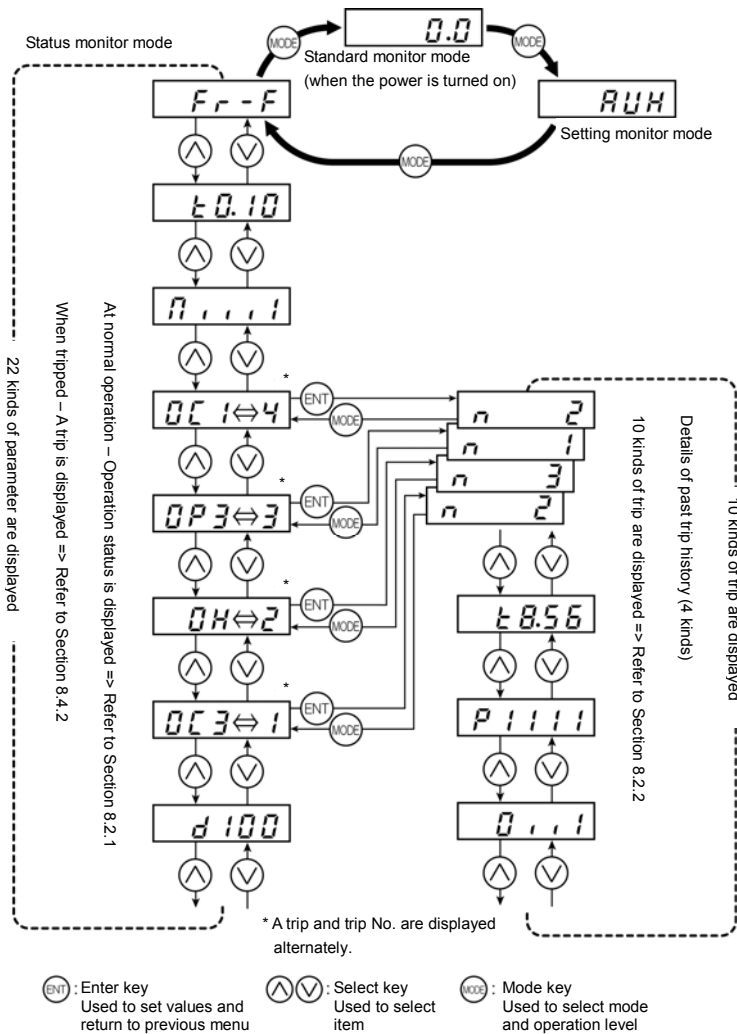 Status monitor mode
MODE
0.0
MODE
Standard monitor mode
(when the power is turned on)
Fr-F
AUH
Setting monitor mode
MODE
t0.10
22 kinds of parameter are displayed
When tripped – A trip is displayed => Refer to Section 8.4.2
At normal operation – Operation status is displayed => Refer to Section 8.2.1
*
OC1⇔4
ENT
MODE
n 2
n 1
n 3
n 2
*
OP3⇔3
ENT
MODE
*
OH⇔2
ENT
MODE
*
OC3⇔1
ENT
MODE
d100
t8.56
P1111
Details of past trip history (4 kinds)
10 kinds of trip are displayed => Refer to Section 8.2.2
10 kinds of trip are displayed
* A trip and trip No. are displayed
alternately.
ENT : Enter key
Used to set values and
return to previous menu
: Select key
Used to select
item
MODE : Mode key
Used to select mode
and operation level